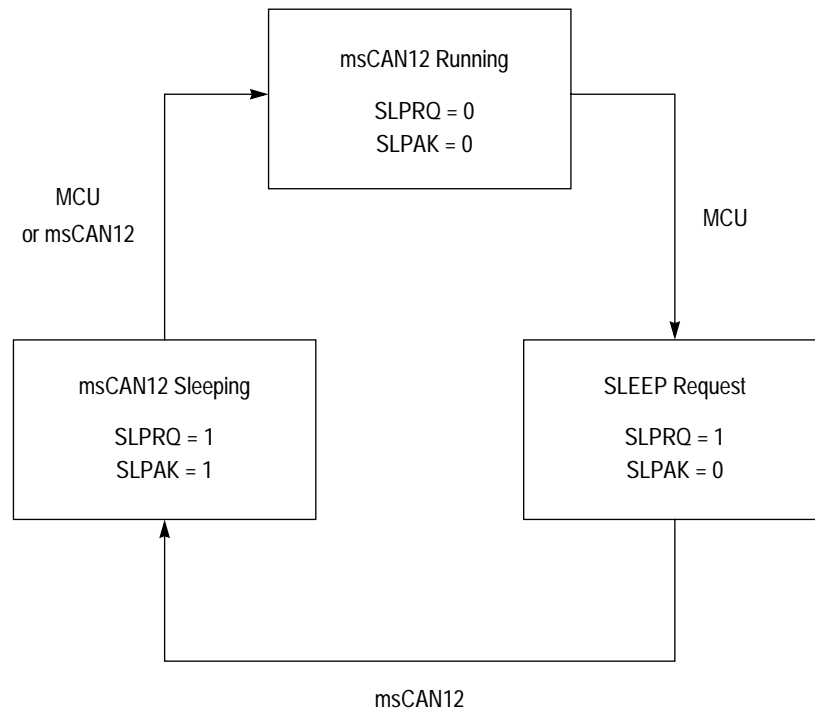 msCAN12 Running
SLPRQ = 0
SLPAK = 0
MCU
or msCAN12
MCU
msCAN12 Sleeping
SLPRQ = 1
SLPAK = 1
SLEEP Request
SLPRQ = 1
SLPAK = 0
msCAN12